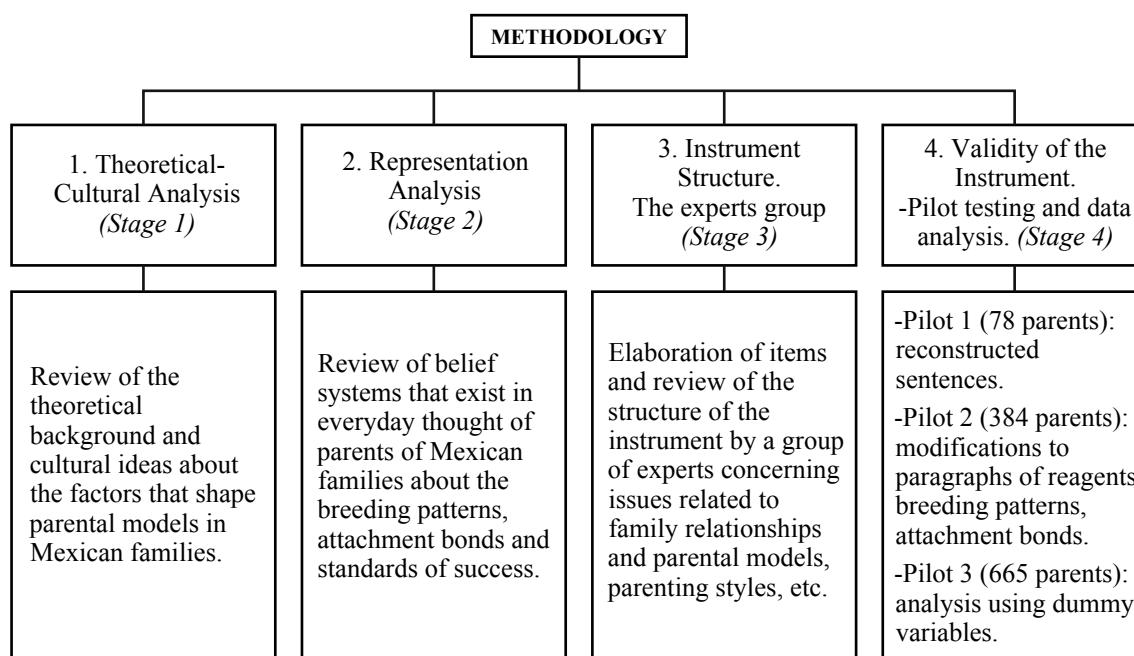 METHODOLOGY
1. Theoretical-
Cultural Analysis
(Stage 1)
2. Representation
Analysis
(Stage 2)
3. Instrument
Structure.
The experts group
(Stage 3)
4. Validity of the
Instrument.
-Pilot testing and data
analysis. (Stage 4)
Review of the
theoretical
background and
cultural ideas about
the factors that shape
parental models in
Mexican families.
Review of belief
systems that exist in
everyday thought of
parents of Mexican
families about the
breeding patterns,
attachment bonds and
standards of success.
Elaboration of items
and review of the
structure of the
instrument by a group
of experts concerning
issues related to
family relationships
and parental models,
parenting styles, etc.
-Pilot 1 (78 parents):
reconstructed
sentences.
-Pilot 2 (384 parents):
modifications to
paragraphs of reagents
breeding patterns,
attachment bonds.
-Pilot 3 (665 parents):
analysis using dummy
variables.